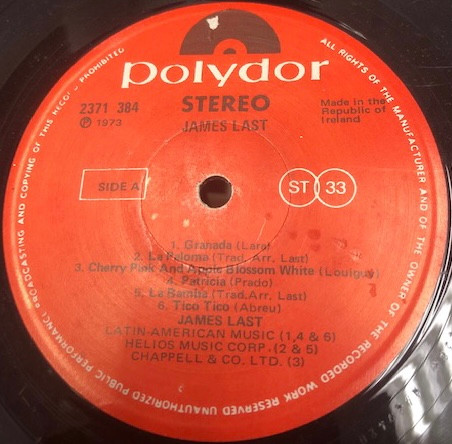 polydor
2371 384
STEREO
Made in the
Republic of
Ireland
℗ 1973
JAMES LAST
SIDE A
ST 33
1. Granada (Lara)
2. La Paloma (Trad. Arr. Last)
3. Cherry Pink And Apple Blossom White (Louiguy)
4. Patricia (Prado)
5. La Bamba (Trad. Arr. Last)
6. Tico Tico (Abreu)
JAMES LAST
LATIN-AMERICAN MUSIC (1,4 & 6)
HELIOS MUSIC CORP. (2 & 5)
CHAPPELL & CO. LTD. (3)
ALL RIGHTS OF THE MANUFACTURER AND OF THE OWNER OF THE RECORDED WORK RESERVED UNAUTHORIZED PUBLIC PERFORMANCE BROADCASTING AND COPYING OF THIS RECORD PROHIBITED